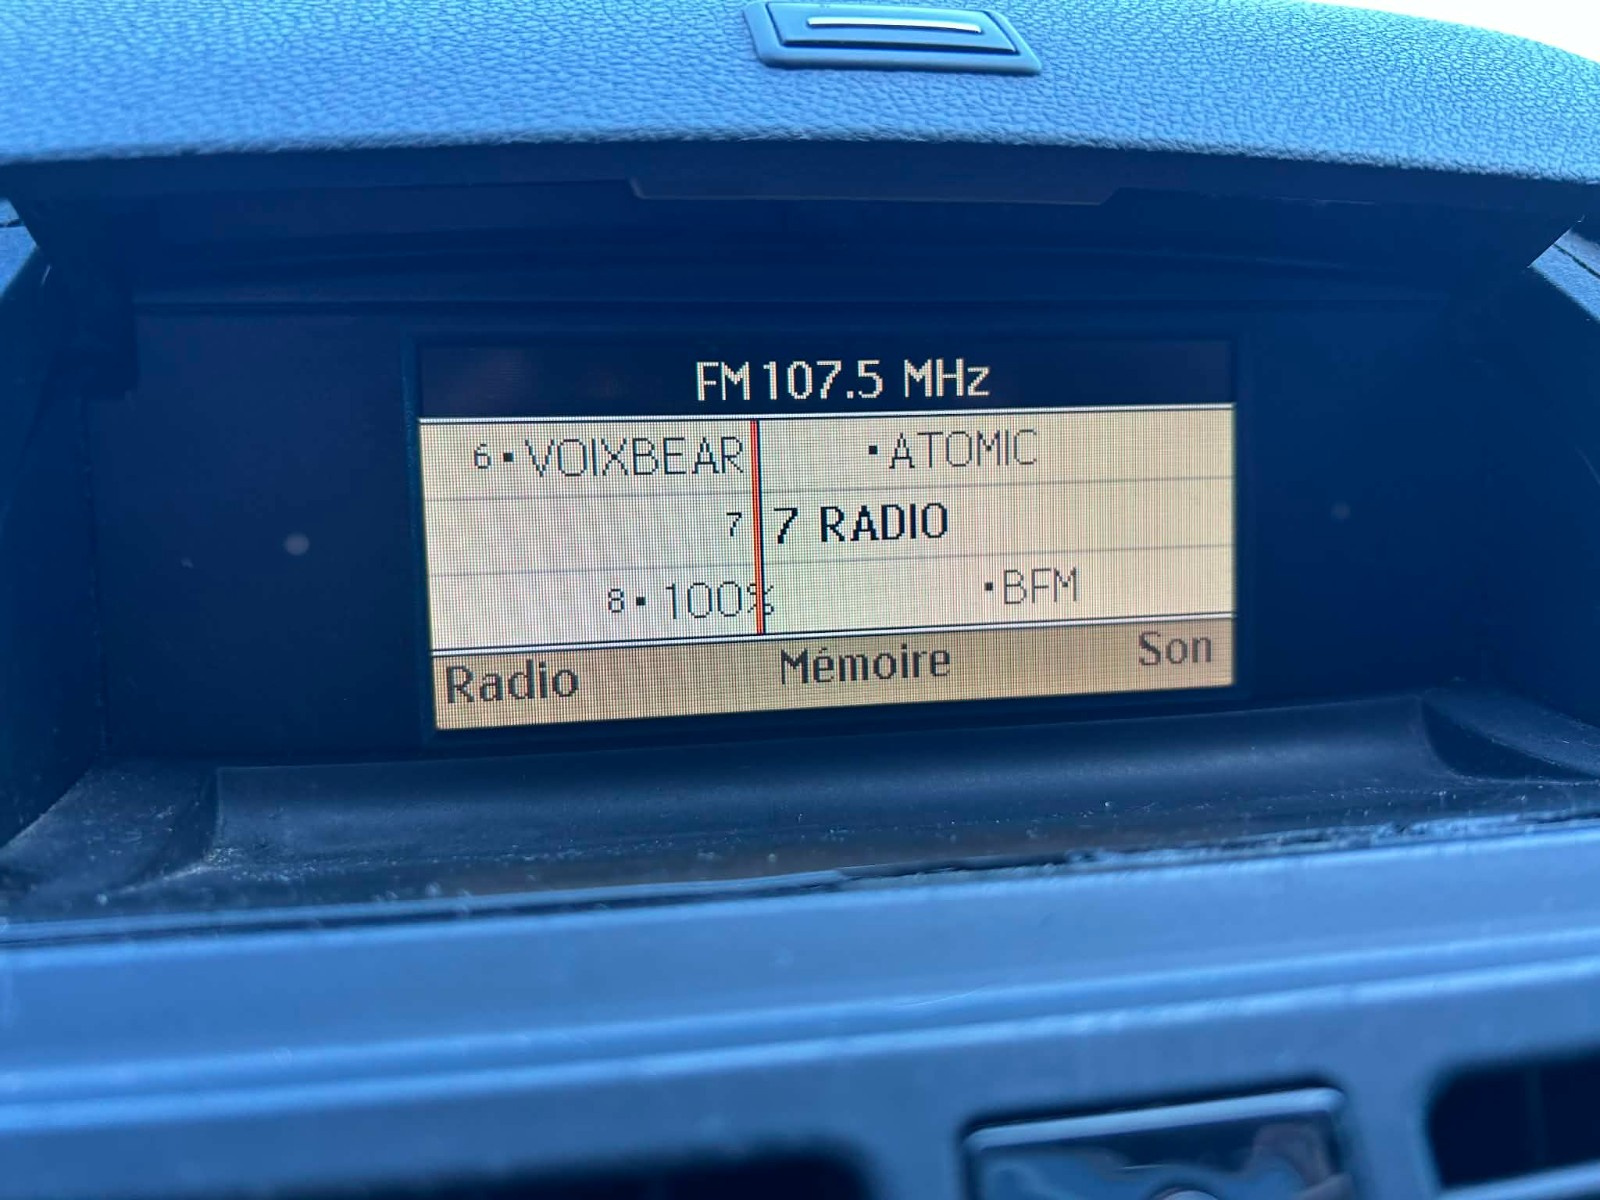 FM 107.5 MHz
6 ▪ VOIXBEAR ▪ ATOMIC
7 7 RADIO
8 ▪ 100% ▪ BFM
Radio Mémoire Son